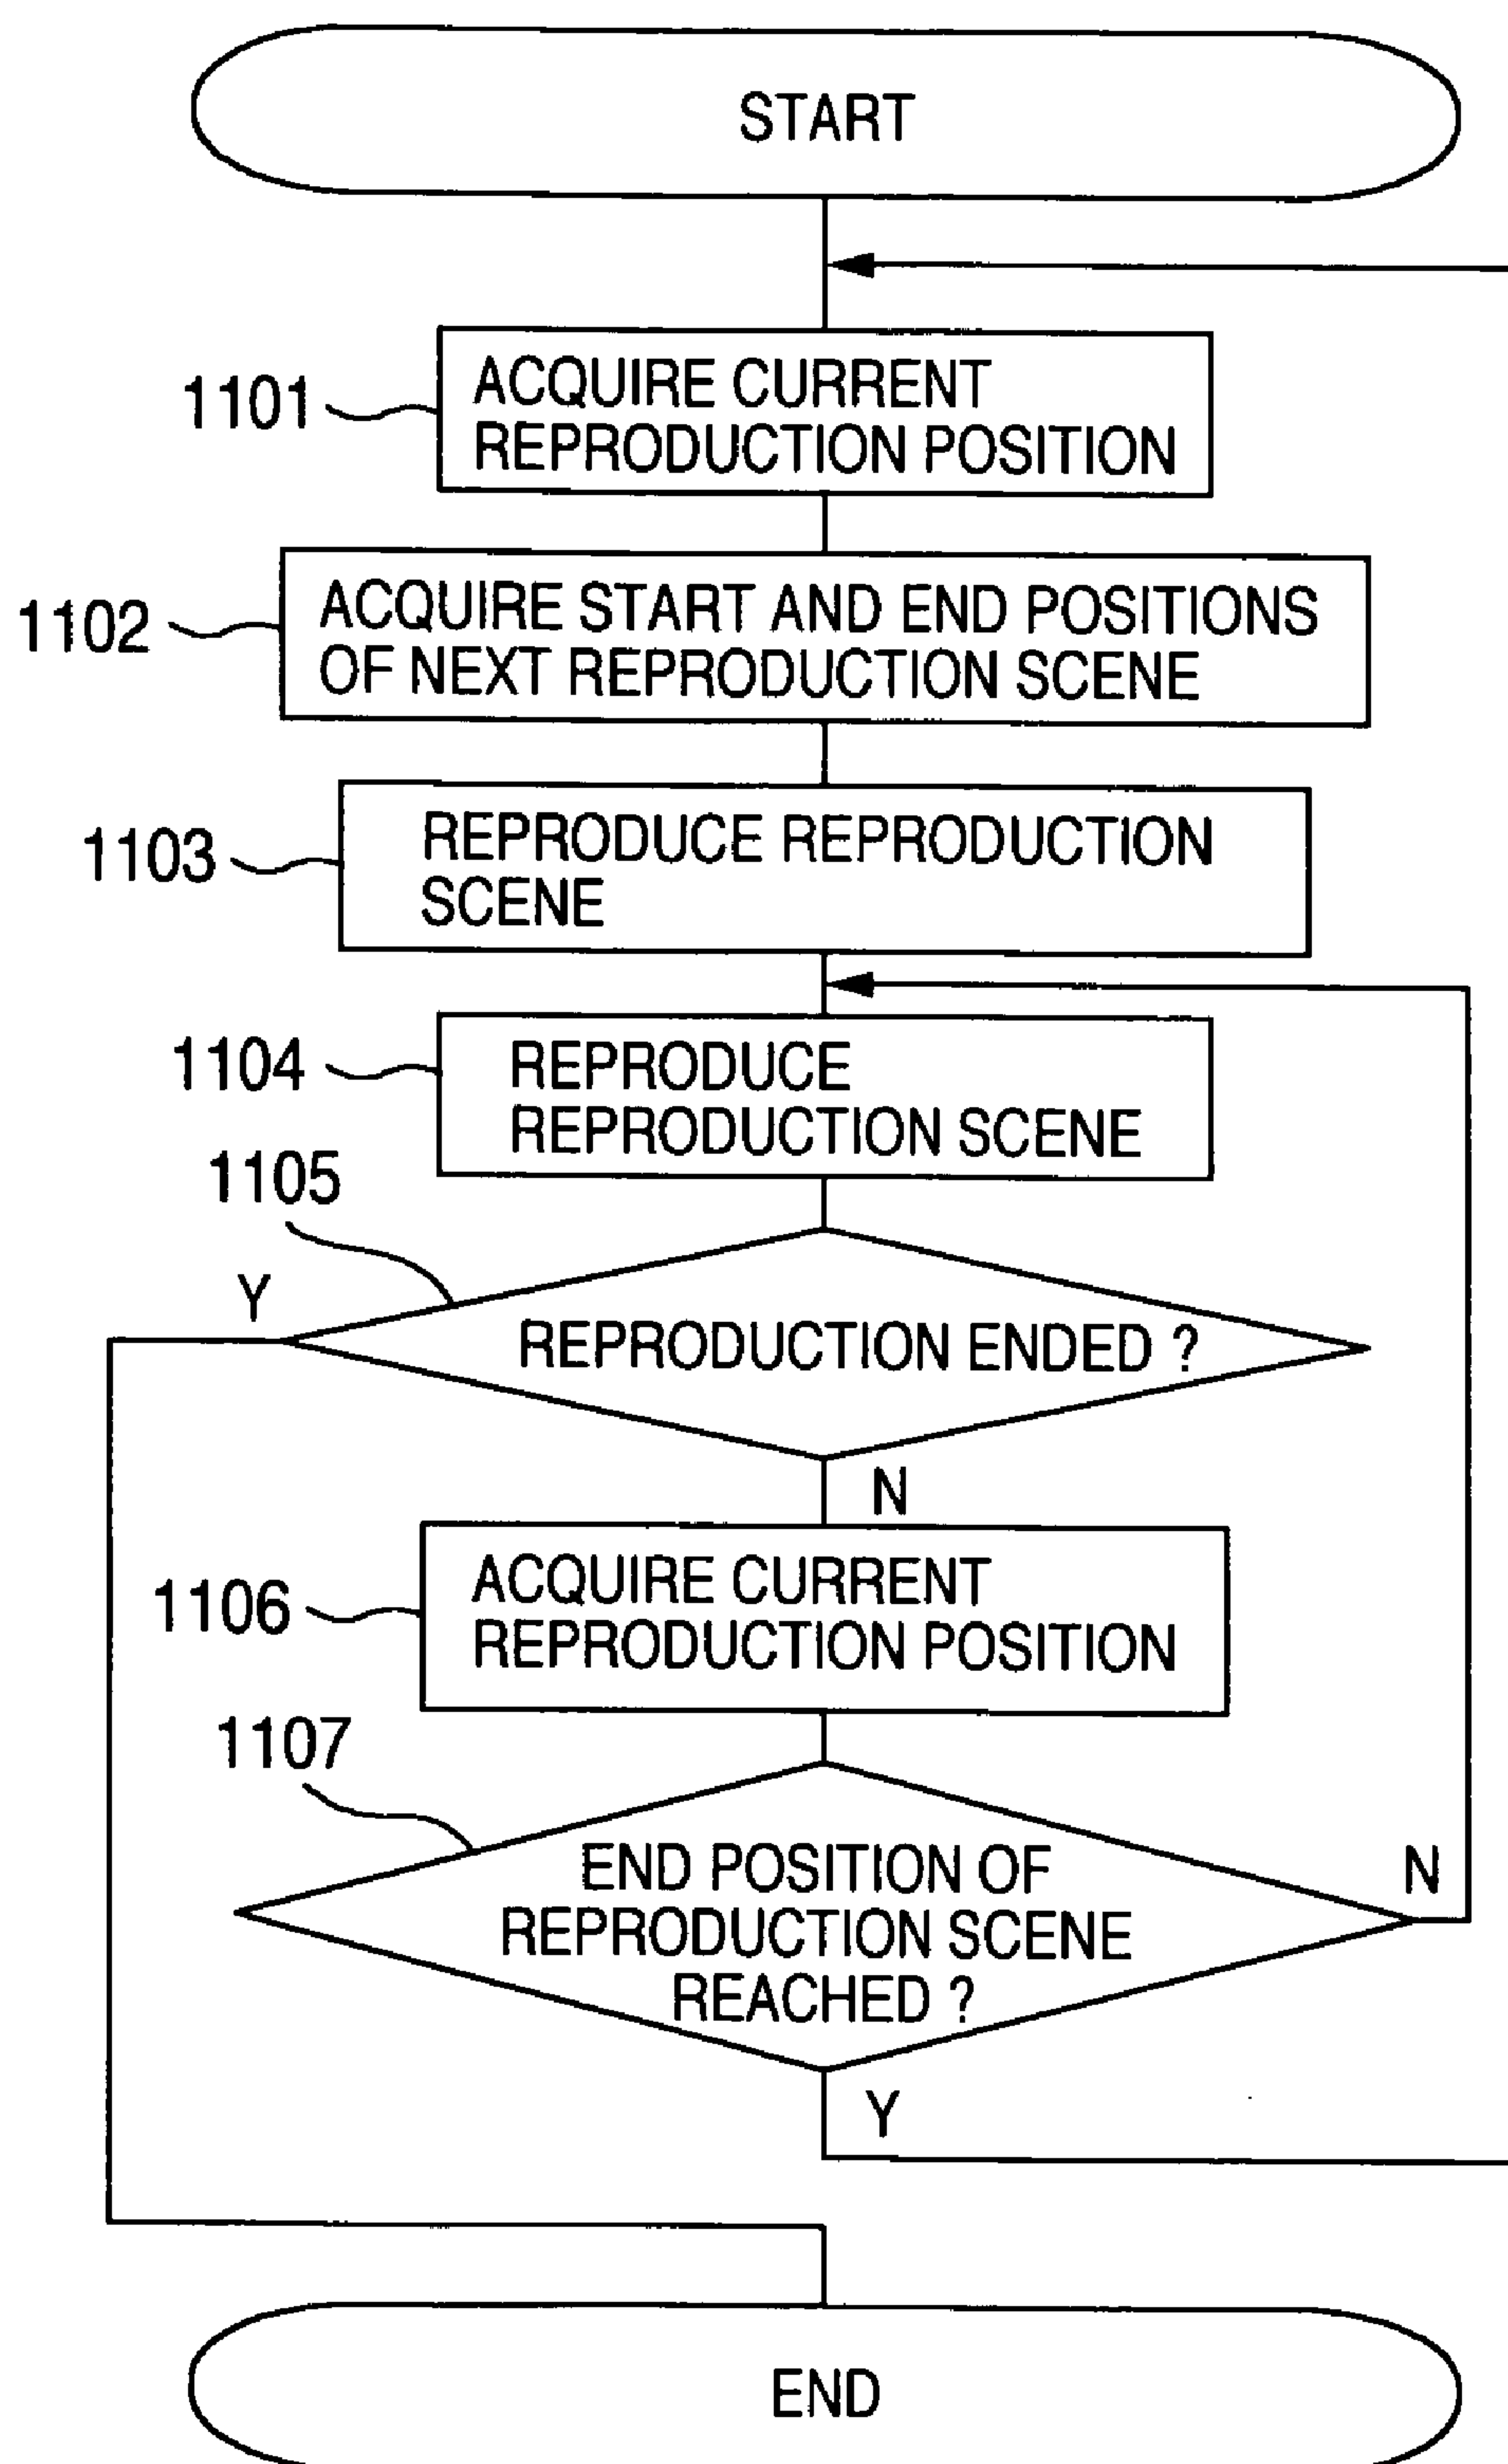 START
1101
ACQUIRE CURRENT
REPRODUCTION POSITION
1102
ACQUIRE START AND END POSITIONS
OF NEXT REPRODUCTION SCENE
1103
REPRODUCE REPRODUCTION
SCENE
1104
REPRODUCE
REPRODUCTION SCENE
1105
Y
REPRODUCTION ENDED ?
N
1106
ACQUIRE CURRENT
REPRODUCTION POSITION
1107
END POSITION OF
REPRODUCTION SCENE
REACHED ?
N
Y
END